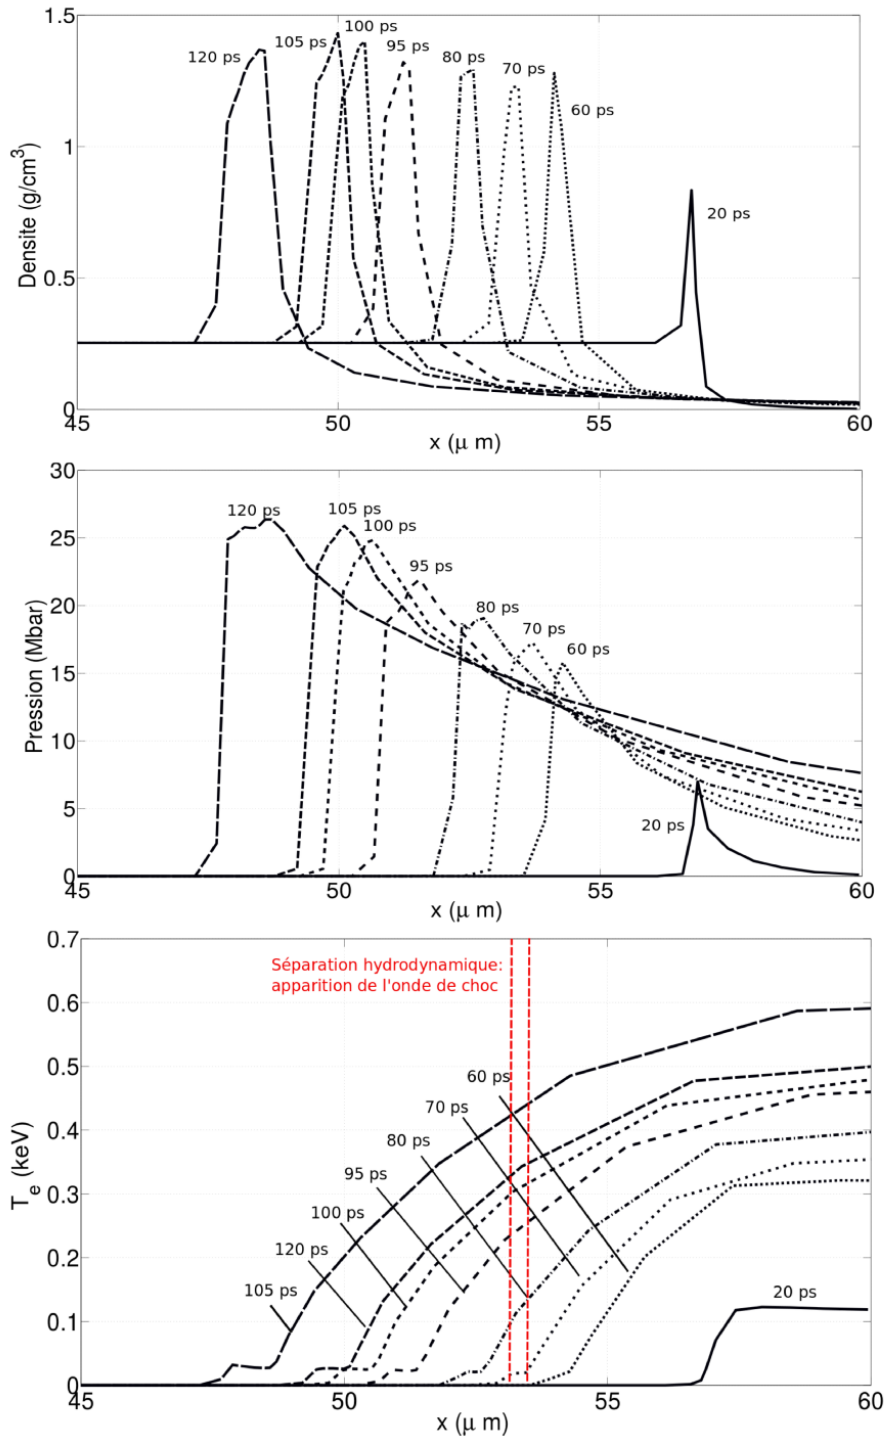 1.5
120 ps
105 ps
100 ps
95 ps
80 ps
70 ps
60 ps
1
20 ps
0.5
0
Densite (g/cm³)
45
50
55
60
x (μ m)
30
120 ps
105 ps
100 ps
25
95 ps
20
80 ps
70 ps
60 ps
15
10
5
20 ps
0
Pression (Mbar)
45
50
55
60
x (μ m)
0.7
Séparation hydrodynamique:
apparition de l'onde de choc
0.6
0.5
60 ps
70 ps
0.4
80 ps
95 ps
0.3
100 ps
0.2
120 ps
105 ps
20 ps
0.1
0
T_e (keV)
45
50
55
60
x (μ m)